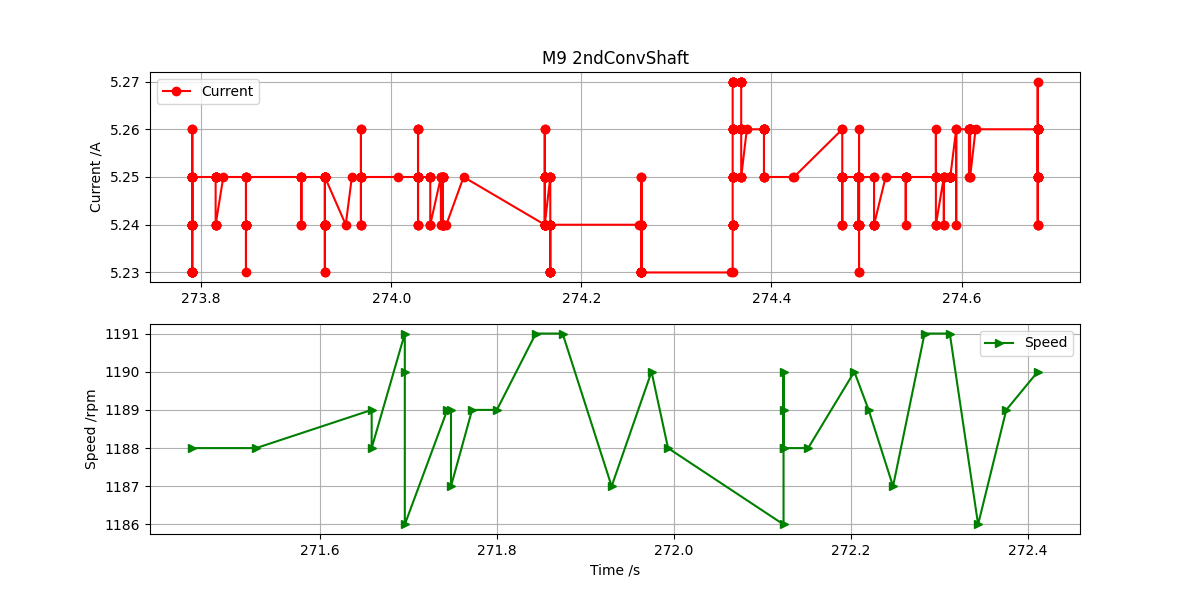 M9 2ndConvShaft
Current /A
5.27
5.26
5.25
5.24
5.23
Current
273.8 274.0 274.2 274.4 274.6
Speed /rpm
1191
1190
1189
1188
1187
1186
Speed
271.6 271.8 272.0 272.2 272.4
Time /s